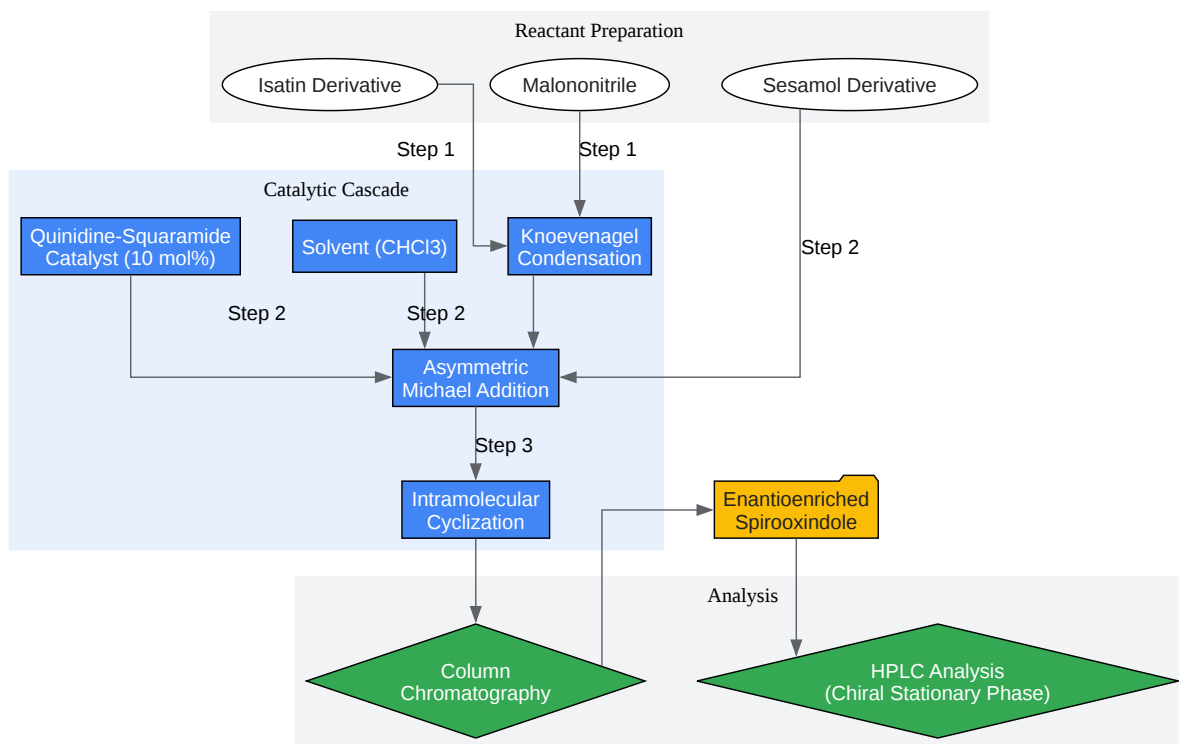 Reactant Preparation
Isatin Derivative
Malononitrile
Sesamol Derivative
Step 1
Step 1
Catalytic Cascade
Quinidine-Squaramide
Catalyst (10 mol%)
Solvent (CHCl3)
Knoevenagel
Condensation
Step 2
Step 2
Step 2
Asymmetric
Michael Addition
Step 3
Intramolecular
Cyclization
Enantioenriched
Spirooxindole
Analysis
Column
Chromatography
HPLC Analysis
(Chiral Stationary Phase)